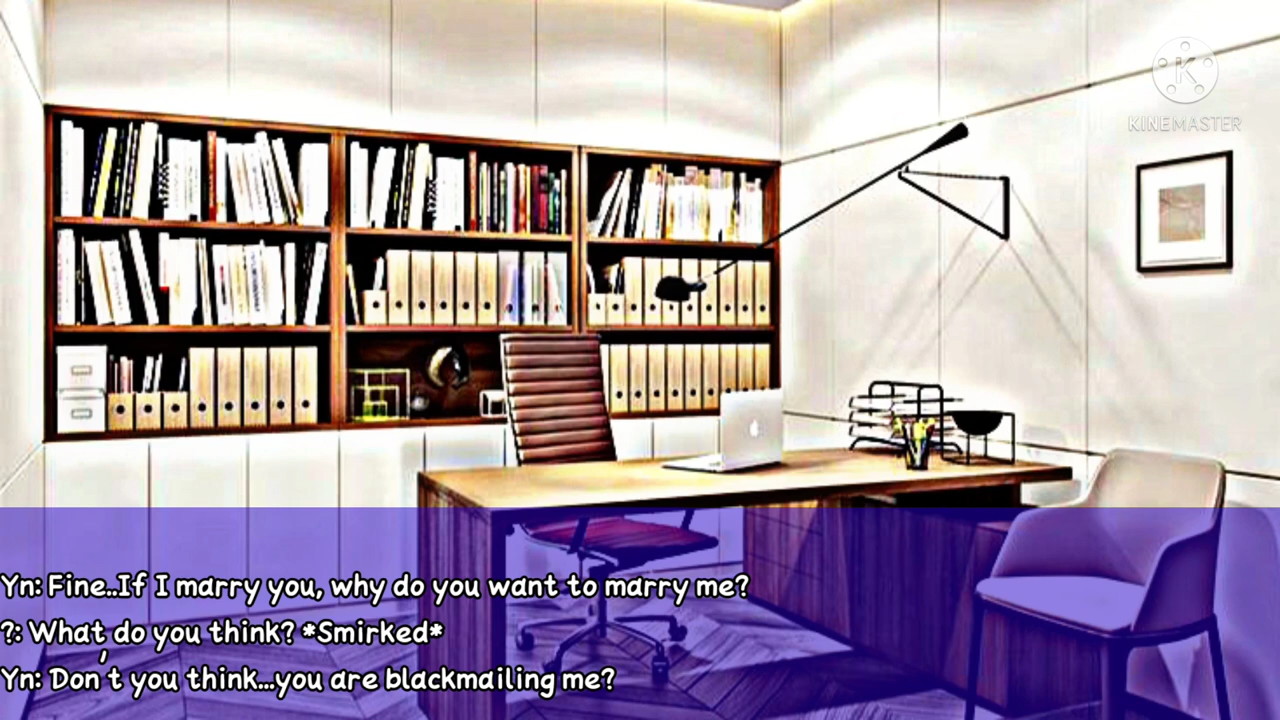 KINEMASTER
Yn: Fine..If I marry you, why do you want to marry me?
?: What do you think? *Smirked*
Yn: Don't you think...you are blackmailing me?